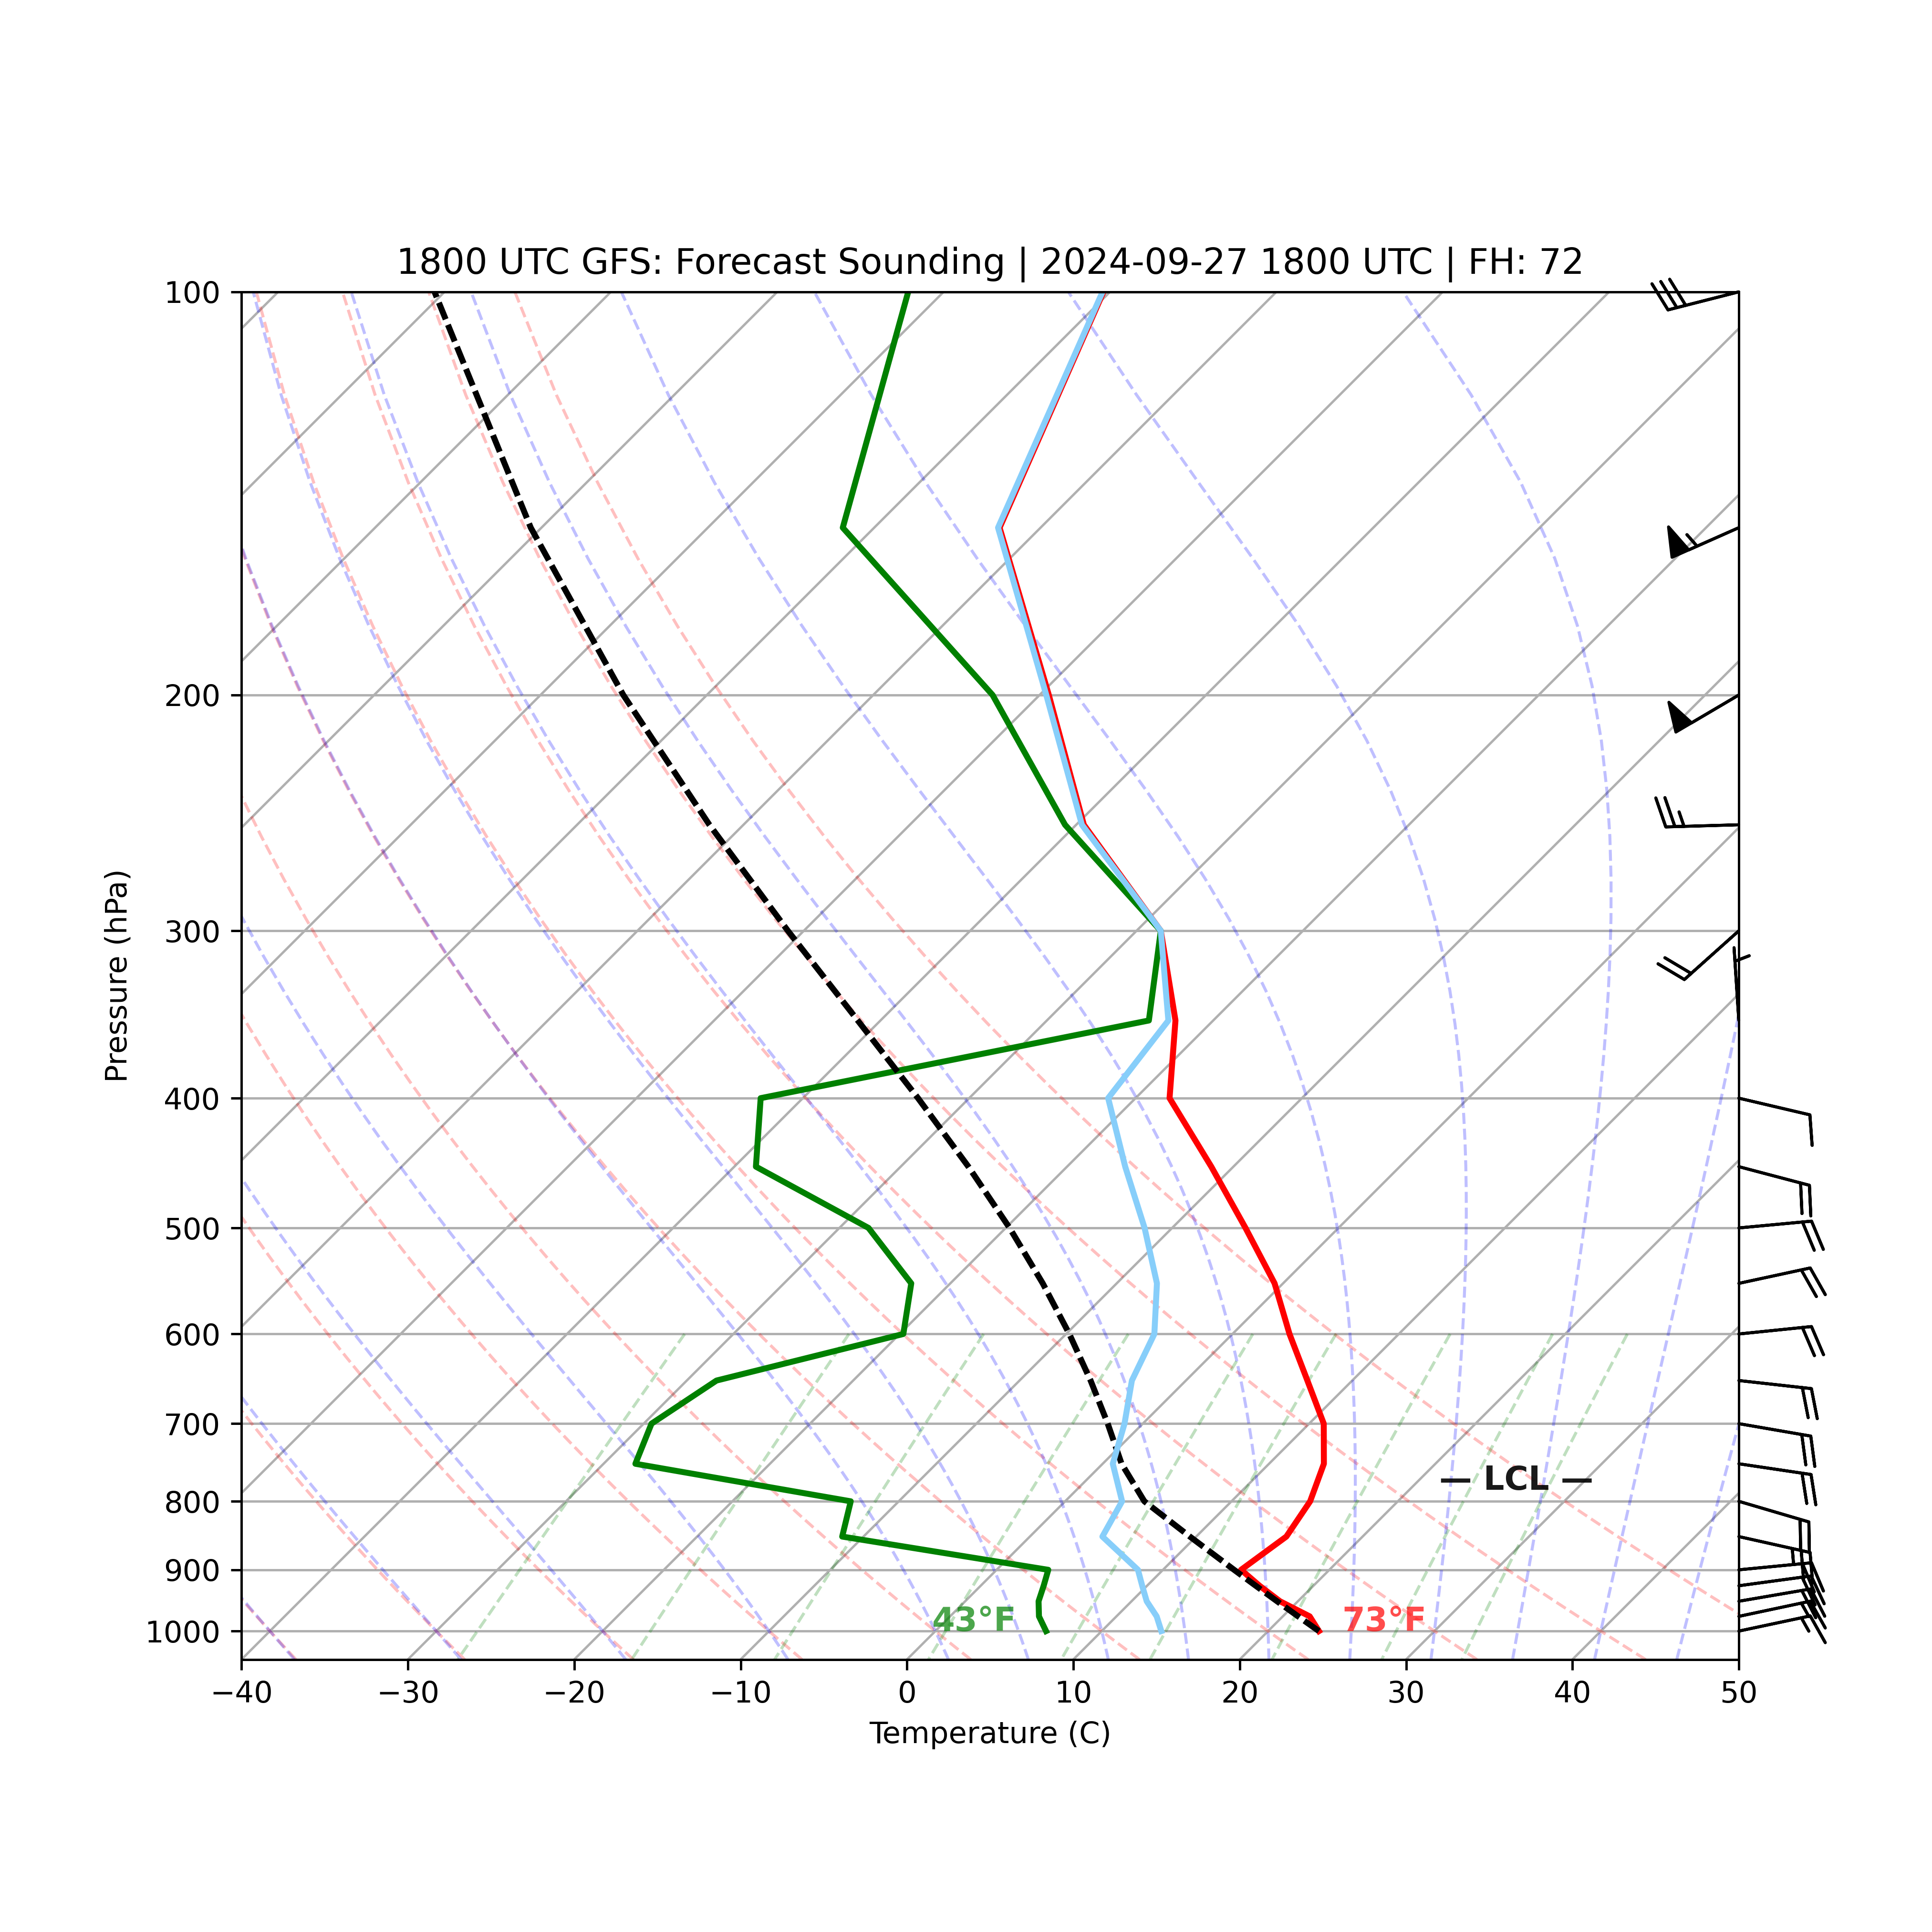 1800 UTC GFS: Forecast Sounding | 2024-09-27 1800 UTC | FH: 72
100
200
300
400
500
600
700
800
900
1000
Pressure (hPa)
— LCL —
43°F
73°F
−40 −30 −20 −10 0 10 20 30 40 50
Temperature (C)